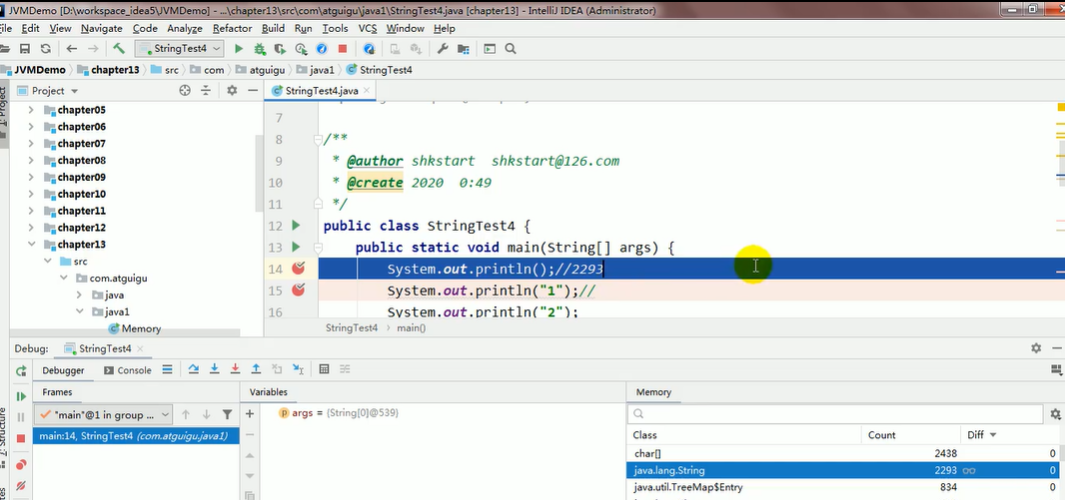 JVMDemo [D:\workspace_idea5\JVMDemo] - ...\chapter13\src\com\atguigu\java1\StringTest4.java [chapter13] - IntelliJ IDEA (Administrator)
File Edit View Navigate Code Analyze Refactor Build Run Tools VCS Window Help
StringTest4
JVMDemo chapter13 src com atguigu java1 StringTest4
1: Project
Project
StringTest4.java
chapter05
chapter06
chapter07
chapter08
chapter09
chapter10
chapter11
chapter12
chapter13
src
com.atguigu
java
java1
Memory
7
8 /**
9 * @author shkstart shkstart@126.com
10 * @create 2020 0:49
11 */
12 public class StringTest4 {
13 public static void main(String[] args) {
14 System.out.println();//2293
15 System.out.println("1");//
16 System.out.println("2");
StringTest4 main()
Debug: StringTest4
Debugger Console
Frames Variables Memory
"main"@1 in group ...
main:14, StringTest4 (com.atguigu.java1)
args = {String[0]@539}
Class Count Diff
char[] 2438 0
java.lang.String 2293 0
java.util.TreeMap$Entry 834 0
Z: Structure